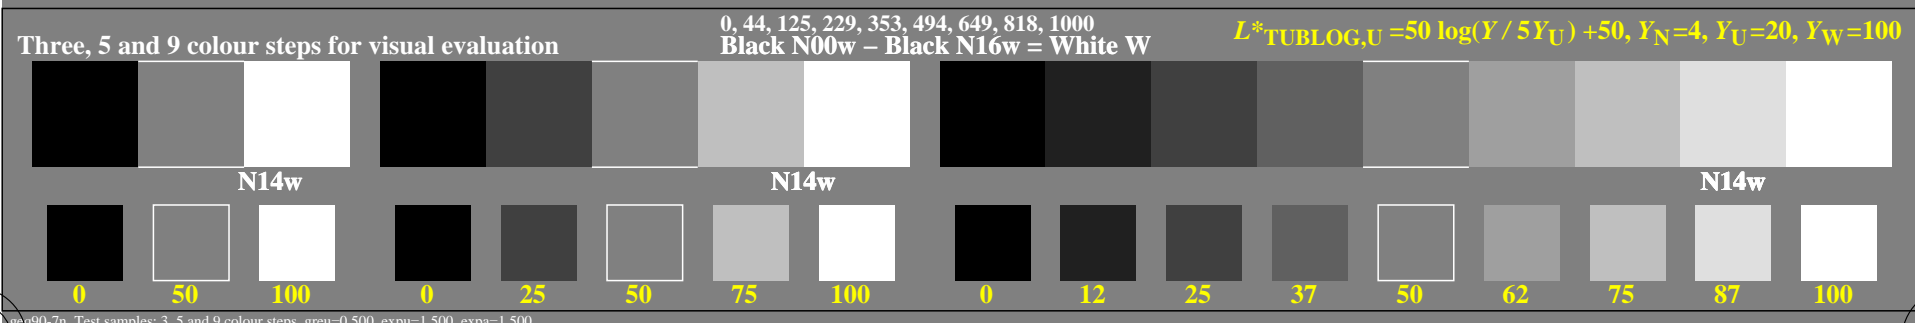 0, 44, 125, 229, 353, 494, 649, 818, 1000
Three, 5 and 9 colour steps for visual evaluation
Black N00w – Black N16w = White W
L*TUBLOG,U =50 log(Y / 5YU) +50, YN=4, YU=20, YW=100
N14w N14w N14w
0 50 100 0 25 50 75 100 0 12 25 37 50 62 75 87 100
geg90-7n, Test samples: 3, 5 and 9 colour steps, greu=0.500, expu=1.500, expa=1.500